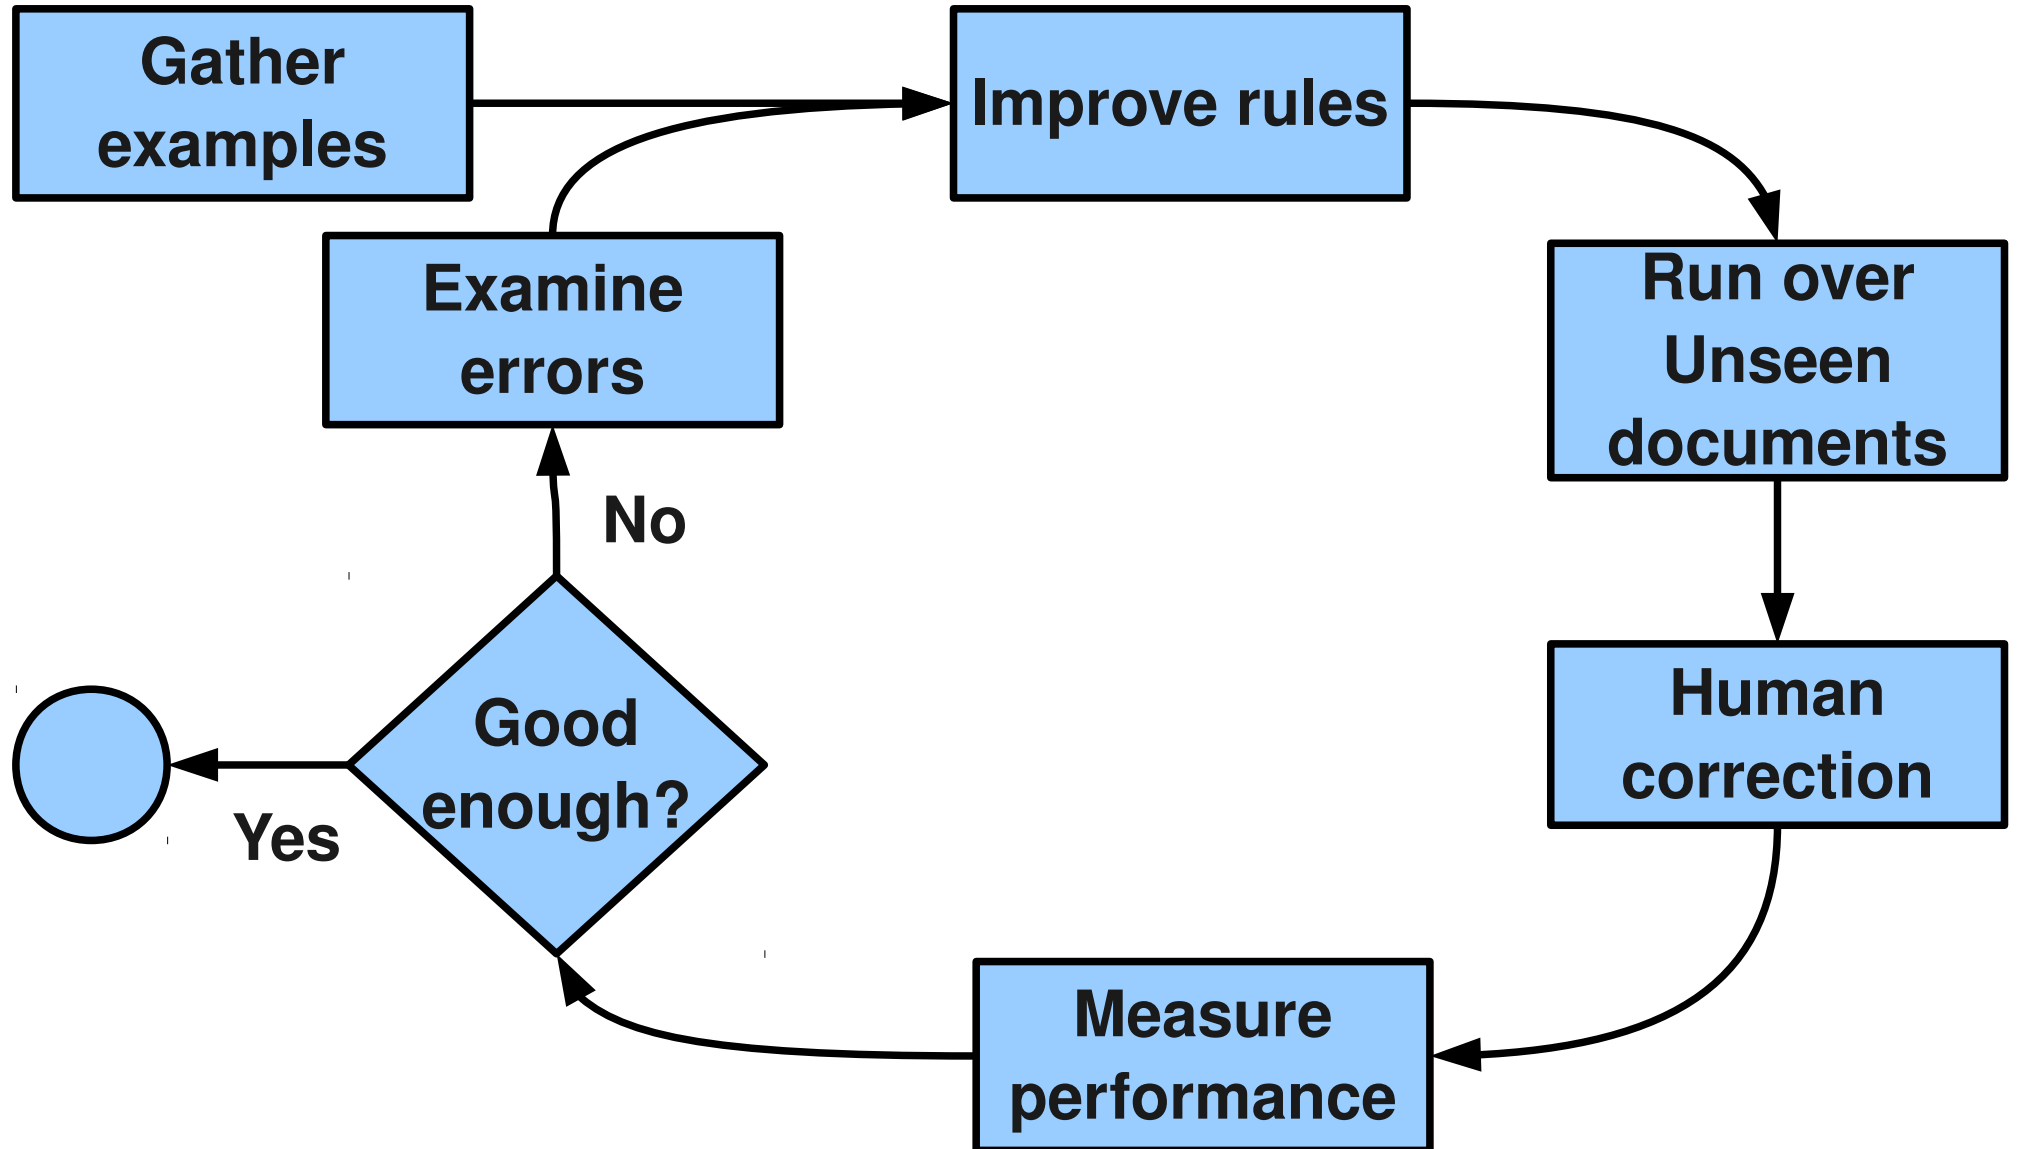 Gather
examples
Improve rules
Examine
errors
Run over
Unseen
documents
No
Human
correction
Good
enough?
Yes
Measure
performance